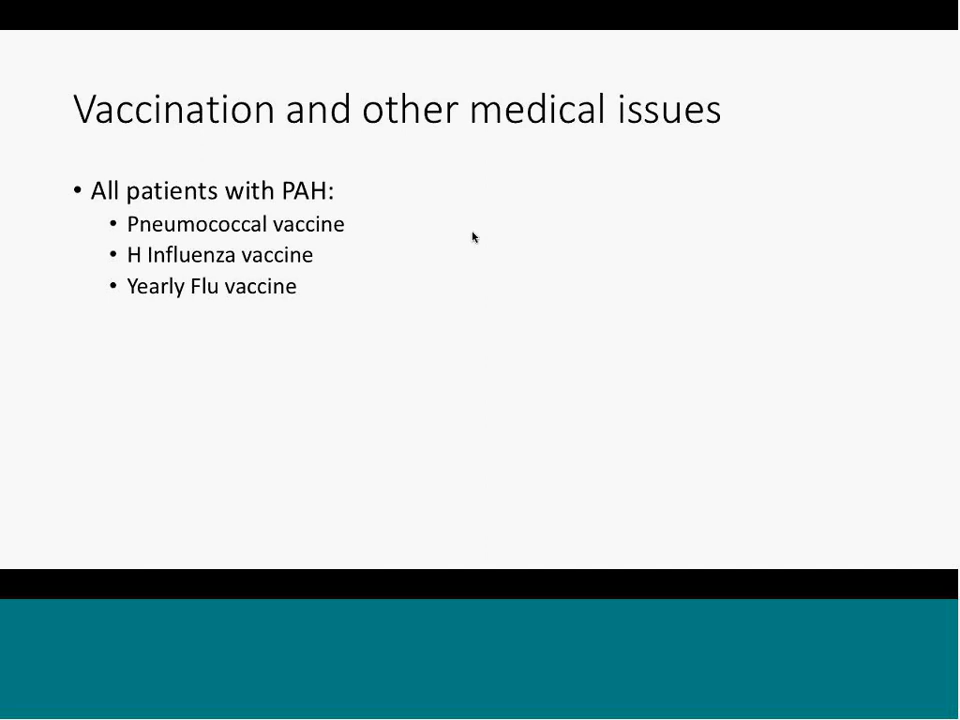 Vaccination and other medical issues
• All patients with PAH:
• Pneumococcal vaccine
• H Influenza vaccine
• Yearly Flu vaccine